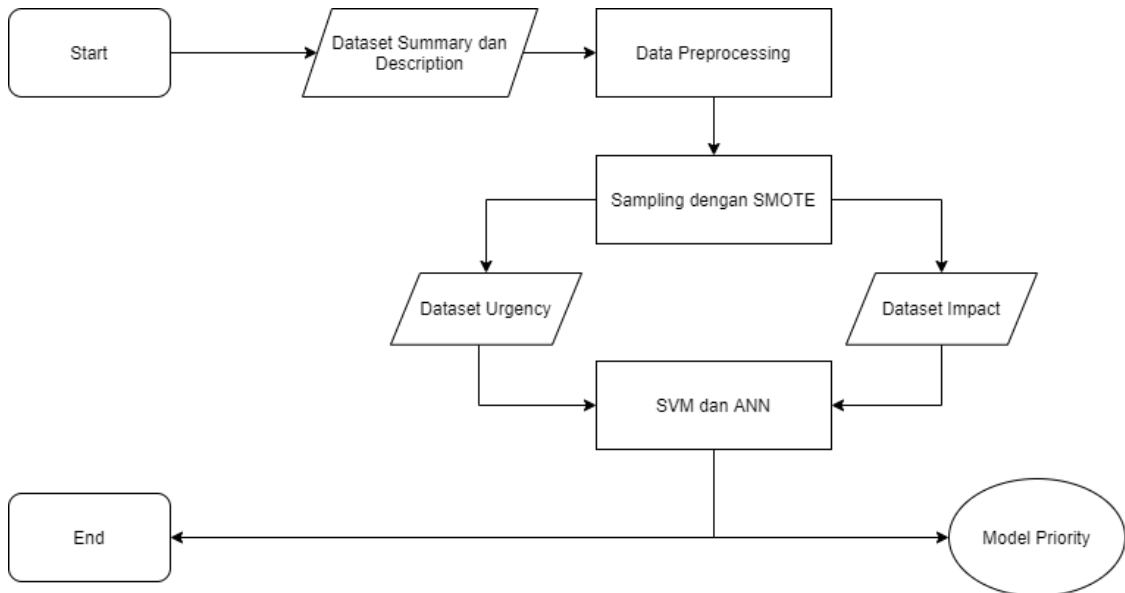 Start
Dataset Summary dan
Description
Data Preprocessing
Sampling dengan SMOTE
Dataset Urgency
Dataset Impact
SVM dan ANN
End
Model Priority